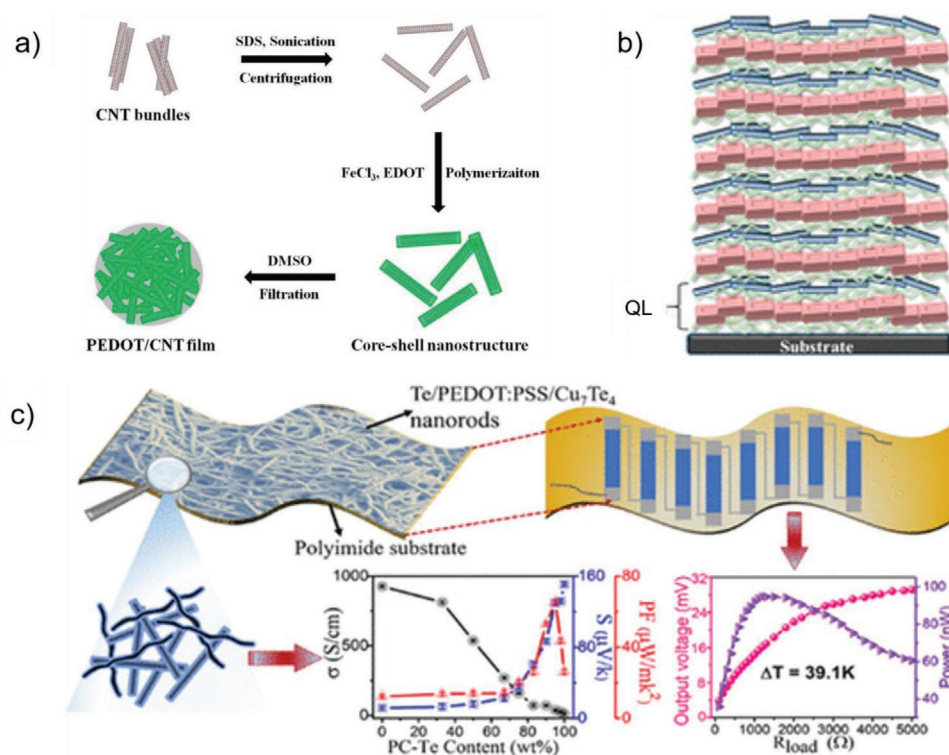 a)
SDS, Sonication
Centrifugation
CNT bundles
FeCl₃, EDOT
Polymerizaiton
DMSO
Filtration
PEDOT/CNT film
Core-shell nanostructure
b)
QL
Substrate
c)
Te/PEDOT:PSS/Cu₇Te₄
nanorods
Polyimide substrate
σ (S/cm)
1000
500
0
0 20 40 60 80 100
PC-Te Content (wt%)
160
120
80
40
0
S (μV/k)
80
60
40
20
0
PF (μW/mK²)
Output voltage (mV)
32
24
16
8
0
ΔT = 39.1K
0 1000 2000 3000 4000 5000
R_load (Ω)
100
80
60
40